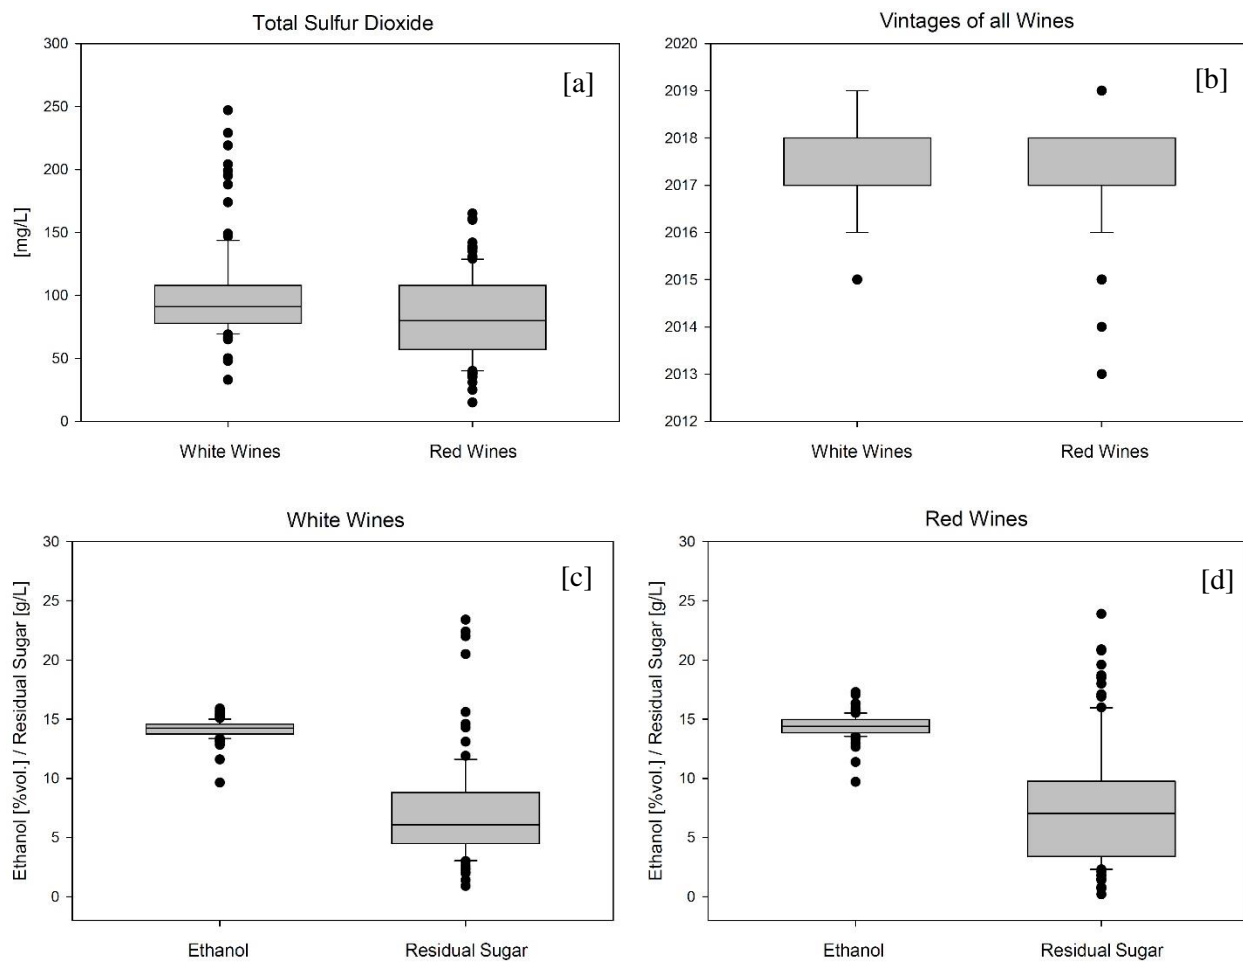 Total Sulfur Dioxide
[a]
[mg/L]
300
250
200
150
100
50
0
White Wines
Red Wines
Vintages of all Wines
[b]
2020
2019
2018
2017
2016
2015
2014
2013
2012
White Wines
Red Wines
White Wines
[c]
Ethanol [%vol.] / Residual Sugar [g/L]
30
25
20
15
10
5
0
Ethanol
Residual Sugar
Red Wines
[d]
Ethanol [%vol.] / Residual Sugar [g/L]
30
25
20
15
10
5
0
Ethanol
Residual Sugar